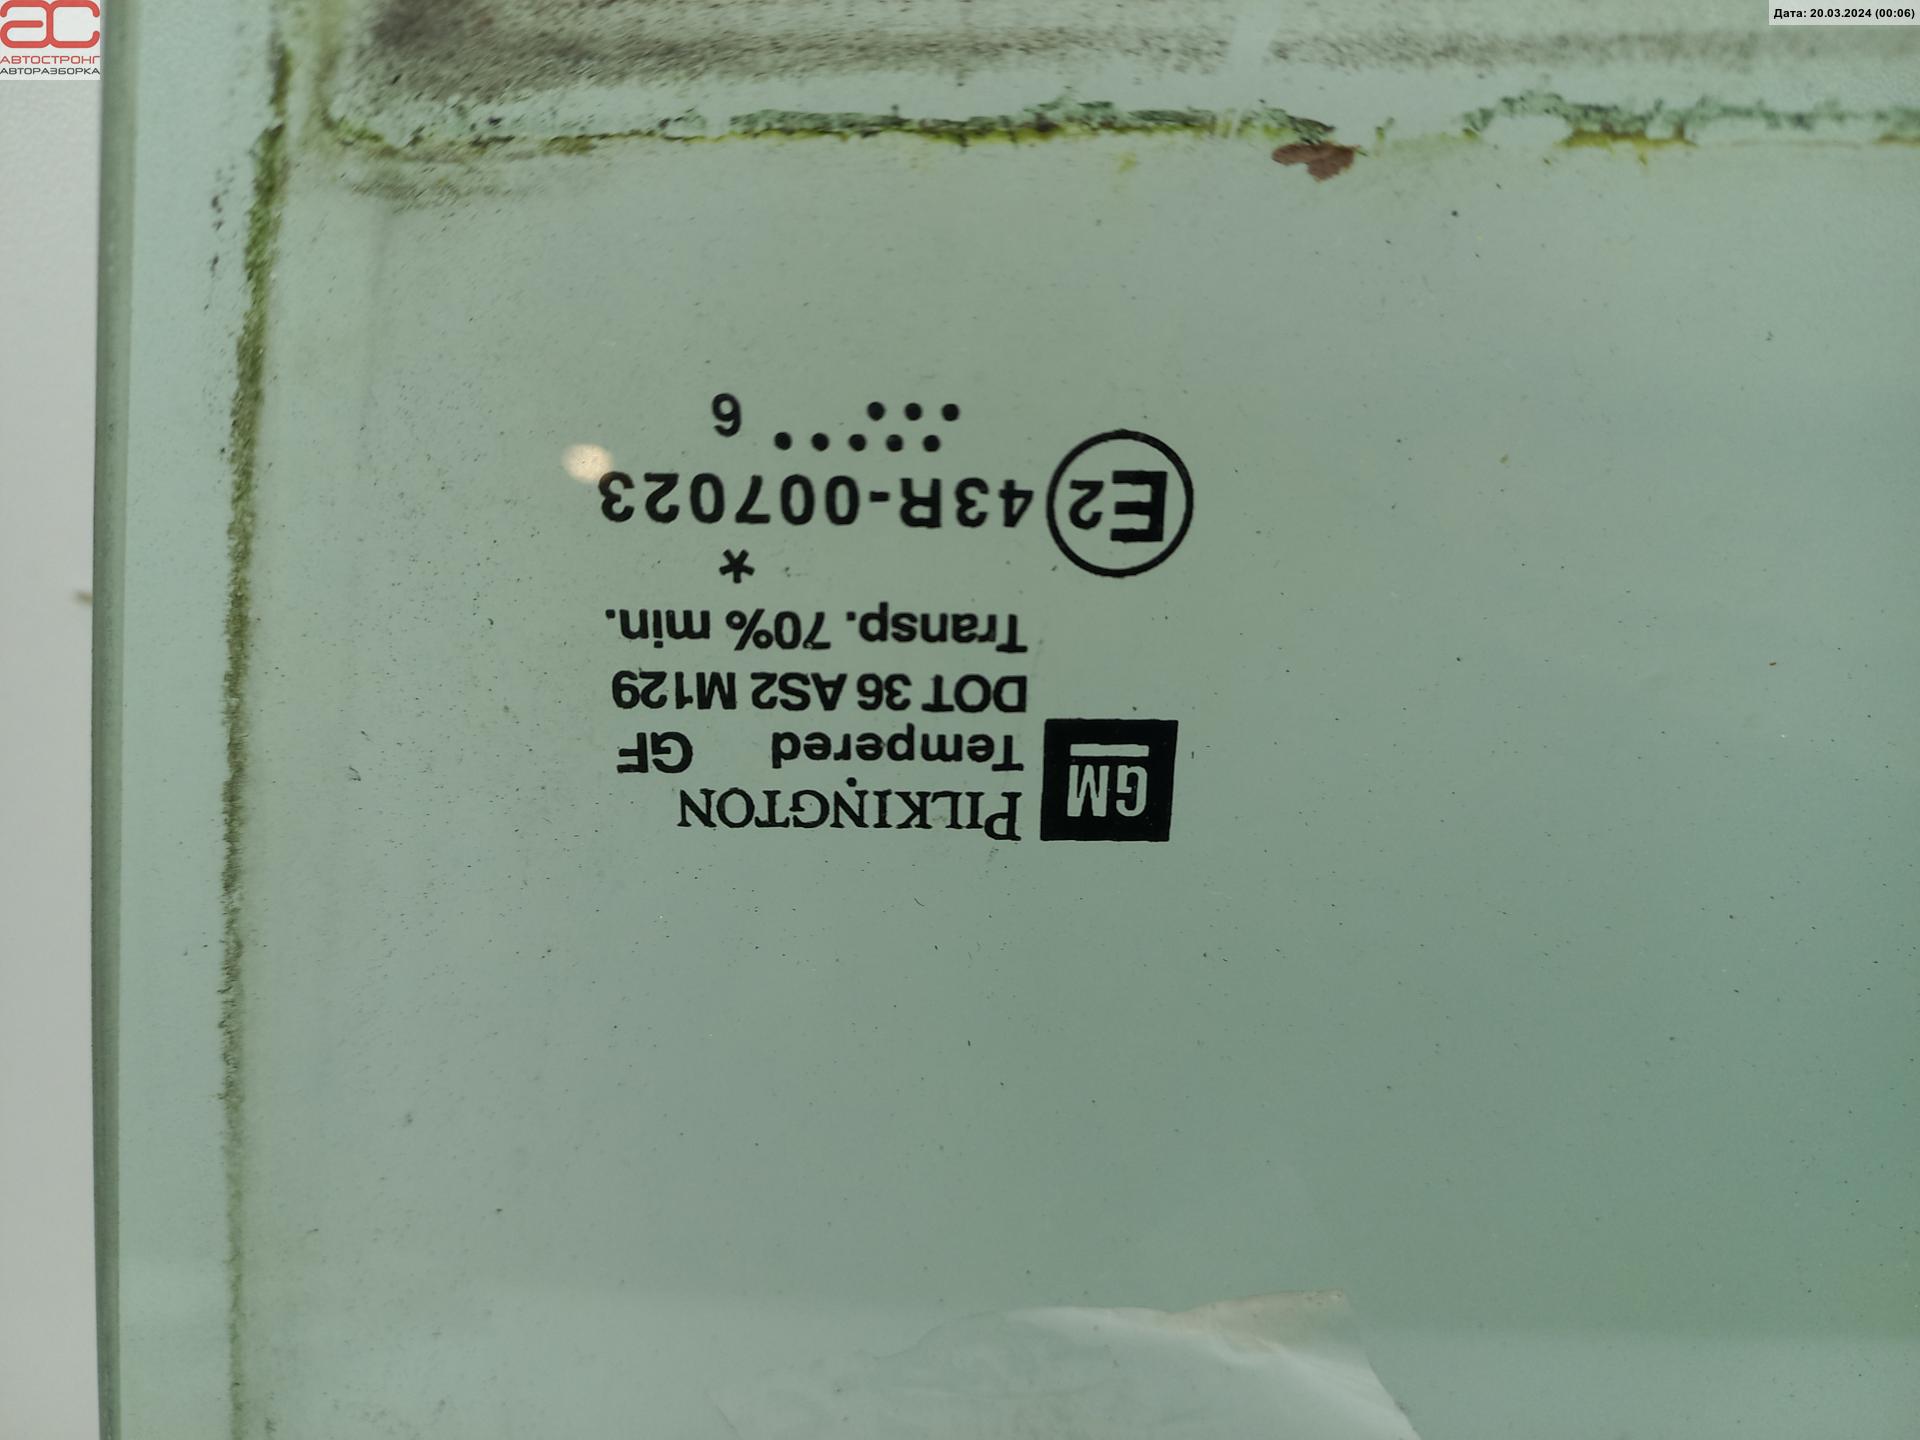 АС
АВТОСТРОНГ
АВТОРАЗБОРКА
Дата: 20.03.2024 (00:06)
GM
PILKINGTON
Tempered GF
DOT 36 AS2 M129
Transp. 70% min.
*
E2 43R-007023
.....
... 6